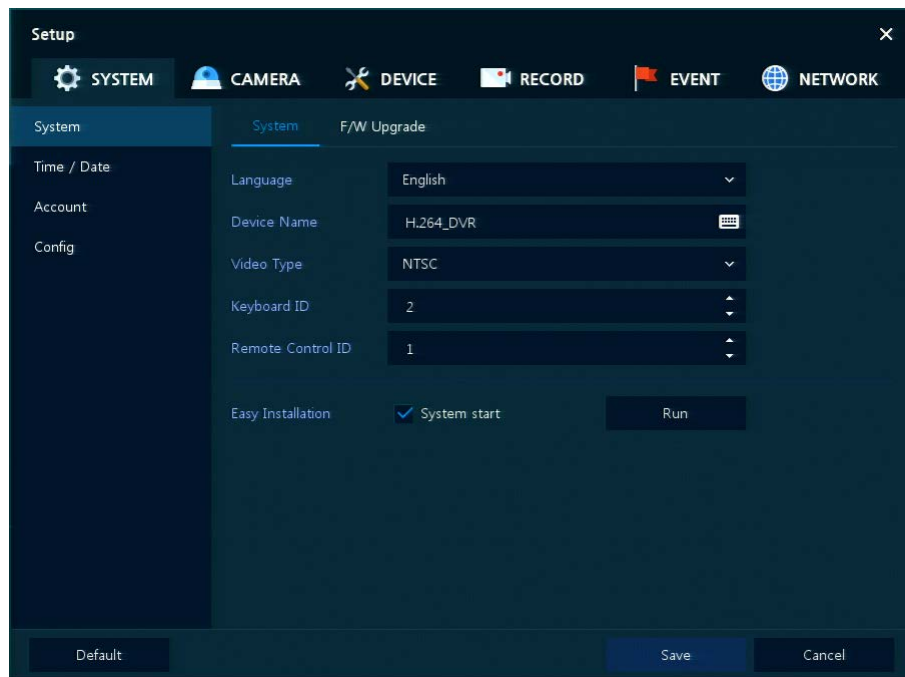 Setup
SYSTEM CAMERA DEVICE RECORD EVENT NETWORK
System
Time / Date
Account
Config
System F/W Upgrade
Language English
Device Name H.264_DVR
Video Type NTSC
Keyboard ID 2
Remote Control ID 1
Easy Installation System start Run
Default Save Cancel